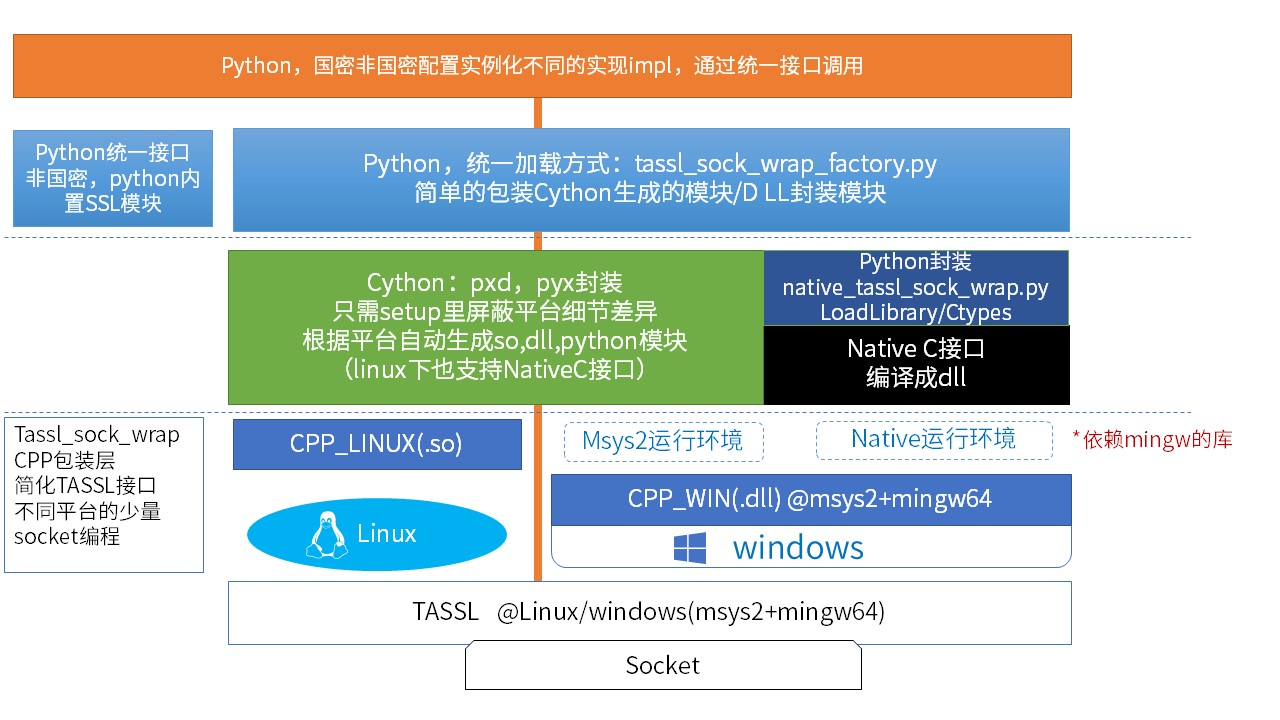 Python，国密非国密配置实例化不同的实现impl，通过统一接口调用
Python统一接口
非国密，python内
置SSL模块
Python，统一加载方式：tassl_sock_wrap_factory.py
简单的包装Cython生成的模块/D LL封装模块
Cython：pxd，pyx封装
只需setup里屏蔽平台细节差异
根据平台自动生成so,dll,python模块
（linux下也支持NativeC接口）
Python封装
native_tassl_sock_wrap.py
LoadLibrary/Ctypes
Native C接口
编译成dll
Tassl_sock_wrap
CPP包装层
简化TASSL接口
不同平台的少量
socket编程
CPP_LINUX(.so)
Msys2运行环境
Native运行环境
*依赖mingw的库
CPP_WIN(.dll) @msys2+mingw64
Linux
windows
TASSL @Linux/windows(msys2+mingw64)
Socket